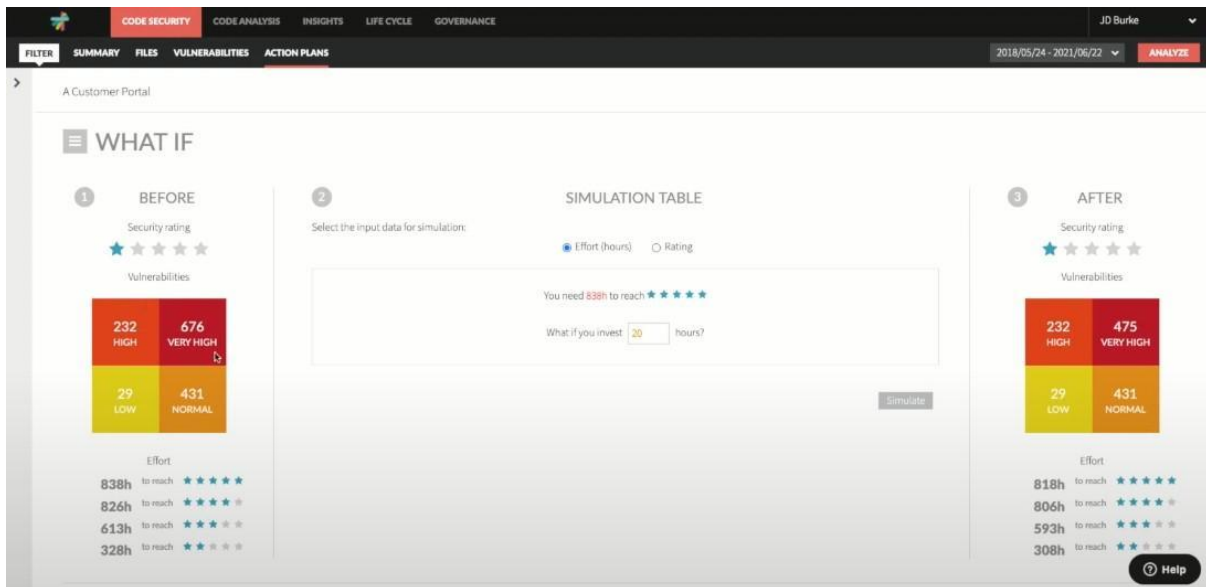 CODE SECURITY CODE ANALYSIS INSIGHTS LIFE CYCLE GOVERNANCE JD Burke
FILTER SUMMARY FILES VULNERABILITIES ACTION PLANS 2018/05/24 - 2021/06/22 ANALYZE
A Customer Portal
WHAT IF
1 BEFORE
Security rating
Vulnerabilities
232 676
HIGH VERY HIGH
29 431
LOW NORMAL
Effort
838h to reach
826h to reach
613h to reach
328h to reach
2 SIMULATION TABLE
Select the input data for simulation:
Effort (hours) Rating
You need 838h to reach
What if you invest 20 hours?
Simulate
3 AFTER
Security rating
Vulnerabilities
232 475
HIGH VERY HIGH
29 431
LOW NORMAL
Effort
818h to reach
806h to reach
593h to reach
308h to reach
Help